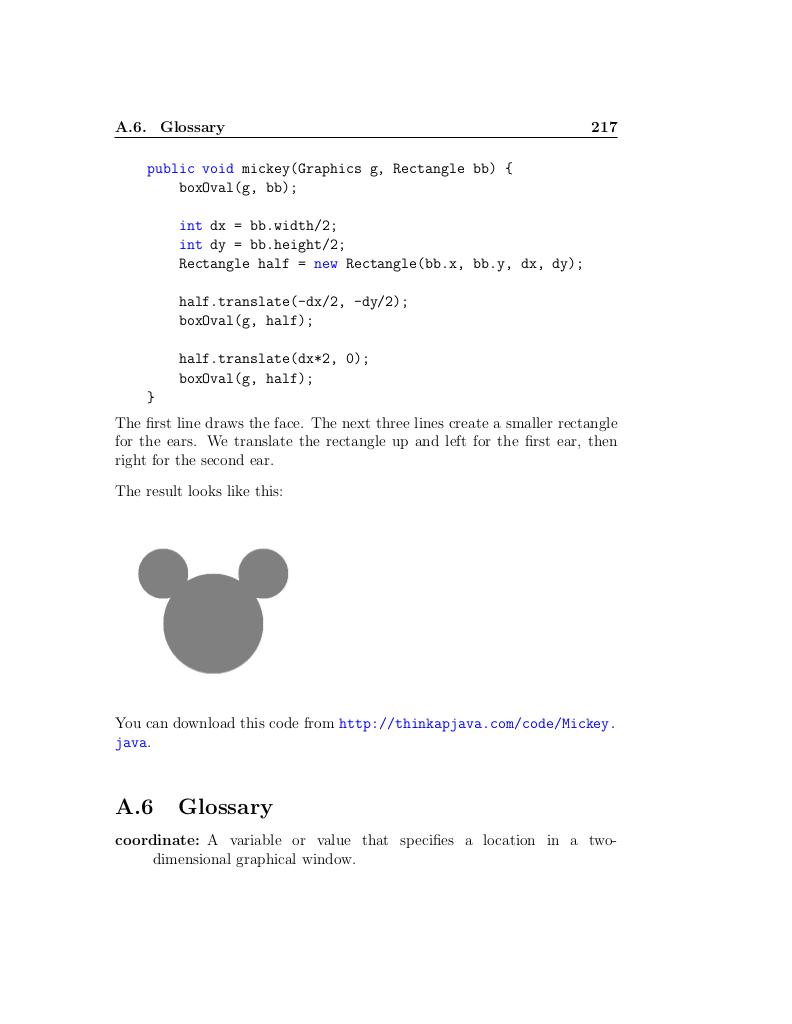 A.6. Glossary 217
public void mickey(Graphics g, Rectangle bb) {
    boxOval(g, bb);

    int dx = bb.width/2;
    int dy = bb.height/2;
    Rectangle half = new Rectangle(bb.x, bb.y, dx, dy);

    half.translate(-dx/2, -dy/2);
    boxOval(g, half);

    half.translate(dx*2, 0);
    boxOval(g, half);
}
The first line draws the face. The next three lines create a smaller rectangle
for the ears. We translate the rectangle up and left for the first ear, then
right for the second ear.
The result looks like this:
You can download this code from http://thinkapjava.com/code/Mickey.
java.
A.6 Glossary
coordinate: A variable or value that specifies a location in a two-
dimensional graphical window.